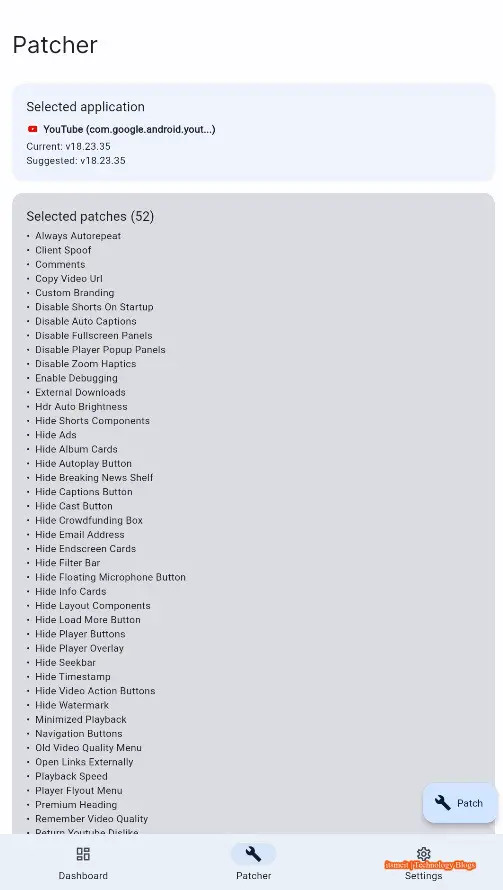 Patcher
Selected application
YouTube (com.google.android.yout...)
Current: v18.23.35
Suggested: v18.23.35
Selected patches (52)
• Always Autorepeat
• Client Spoof
• Comments
• Copy Video Url
• Custom Branding
• Disable Shorts On Startup
• Disable Auto Captions
• Disable Fullscreen Panels
• Disable Player Popup Panels
• Disable Zoom Haptics
• Enable Debugging
• External Downloads
• Hdr Auto Brightness
• Hide Shorts Components
• Hide Ads
• Hide Album Cards
• Hide Autoplay Button
• Hide Breaking News Shelf
• Hide Captions Button
• Hide Cast Button
• Hide Crowdfunding Box
• Hide Email Address
• Hide Endscreen Cards
• Hide Filter Bar
• Hide Floating Microphone Button
• Hide Info Cards
• Hide Layout Components
• Hide Load More Button
• Hide Player Buttons
• Hide Player Overlay
• Hide Seekbar
• Hide Timestamp
• Hide Video Action Buttons
• Hide Watermark
• Minimized Playback
• Navigation Buttons
• Old Video Quality Menu
• Open Links Externally
• Playback Speed
• Player Flyout Menu
• Premium Heading
• Remember Video Quality
• Return Youtube Dislike
Patch
Dashboard
Patcher
Technology Blogs
Settings